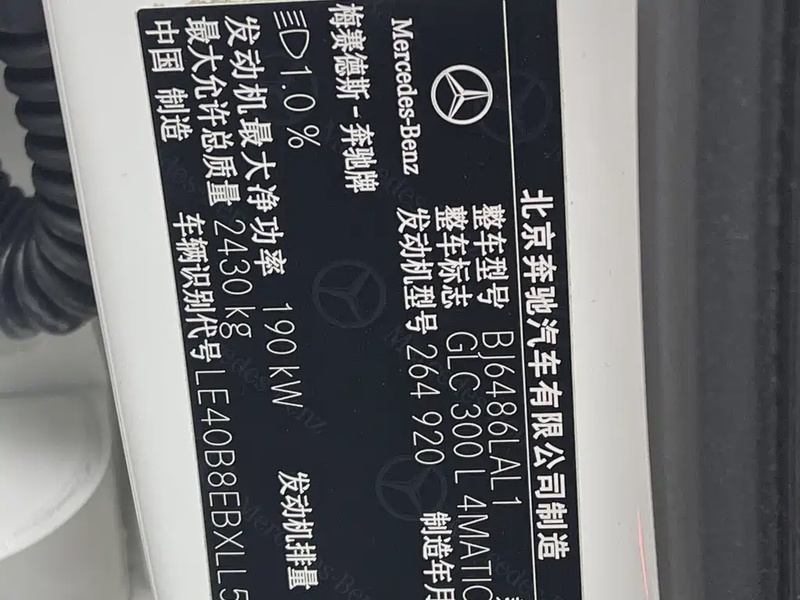 北京奔驰汽车有限公司制造
Mercedes-Benz
整车型号 BJ6486LAL1
整车标志 GLC 300 L 4MATIC
发动机型号 264 920
制造年月
梅赛德斯-奔驰牌
1.0 %
发动机排量
发动机最大净功率 190 kW
最大允许总质量 2430 kg
车辆识别代号 LE40B8EBXLL5
中国 制造